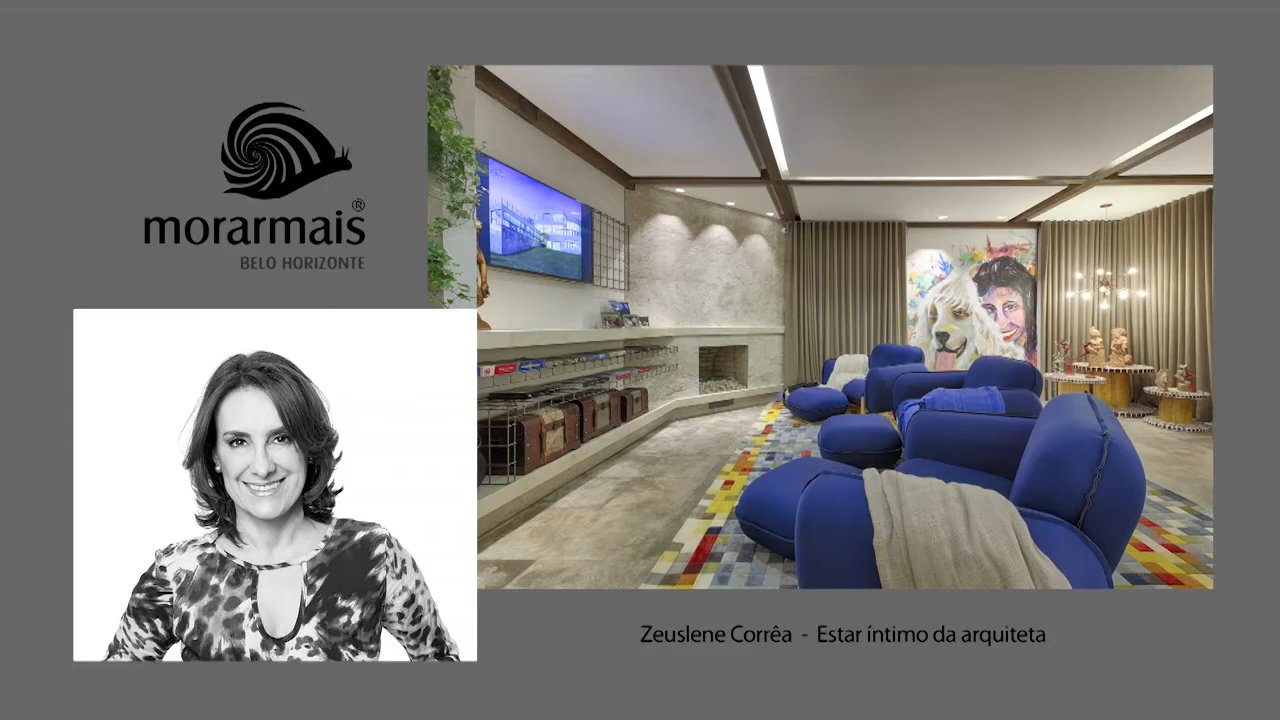 morarmais®
BELO HORIZONTE
Zeuslene Corrêa - Estar íntimo da arquiteta